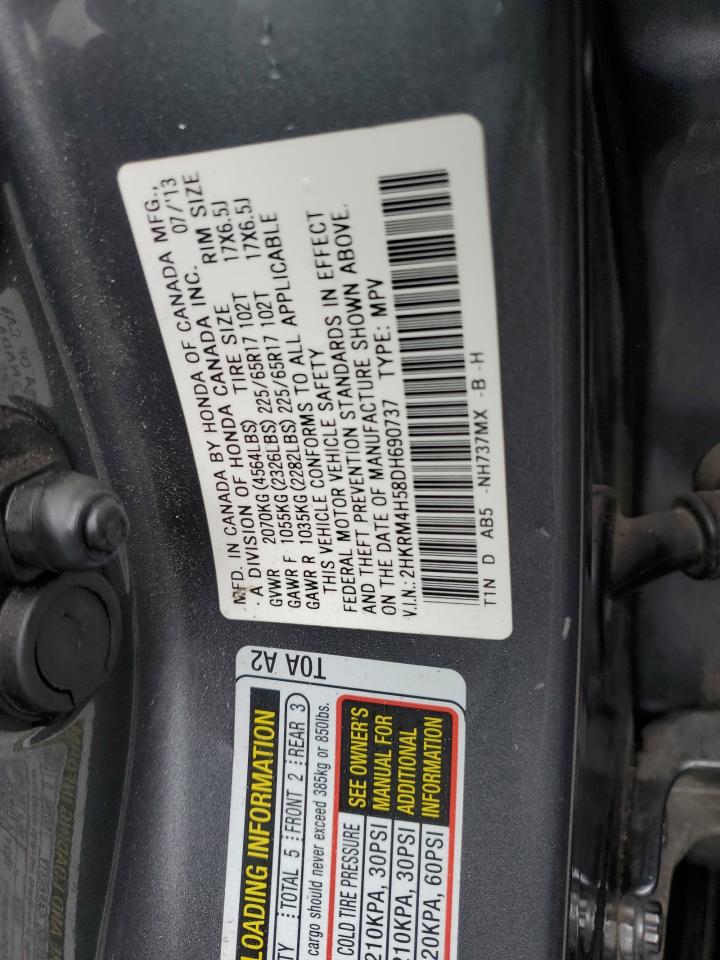 MFD. IN CANADA BY HONDA OF CANADA MFG.,
A DIVISION OF HONDA CANADA INC. 07/'13
TIRE SIZE RIM SIZE
GVWR 2070KG (4564LBS)
GAWR F 1055KG (2326LBS) 225/65R17 102T 17X6.5J
GAWR R 1035KG (2282LBS) 225/65R17 102T 17X6.5J
THIS VEHICLE CONFORMS TO ALL APPLICABLE
FEDERAL MOTOR VEHICLE SAFETY
AND THEFT PREVENTION STANDARDS IN EFFECT
ON THE DATE OF MANUFACTURE SHOWN ABOVE.
V.I.N.: 2HKRM4H58DH690737 TYPE: MPV
T1N D AB5 -NH737MX -B -H
T0A A2
LOADING INFORMATION
TOTAL 5 FRONT 2 REAR 3
cargo should never exceed 385kg or 850lbs.
COLD TIRE PRESSURE
210KPA, 30PSI
210KPA, 30PSI
20KPA, 60PSI
SEE OWNER'S
MANUAL FOR
ADDITIONAL
INFORMATION